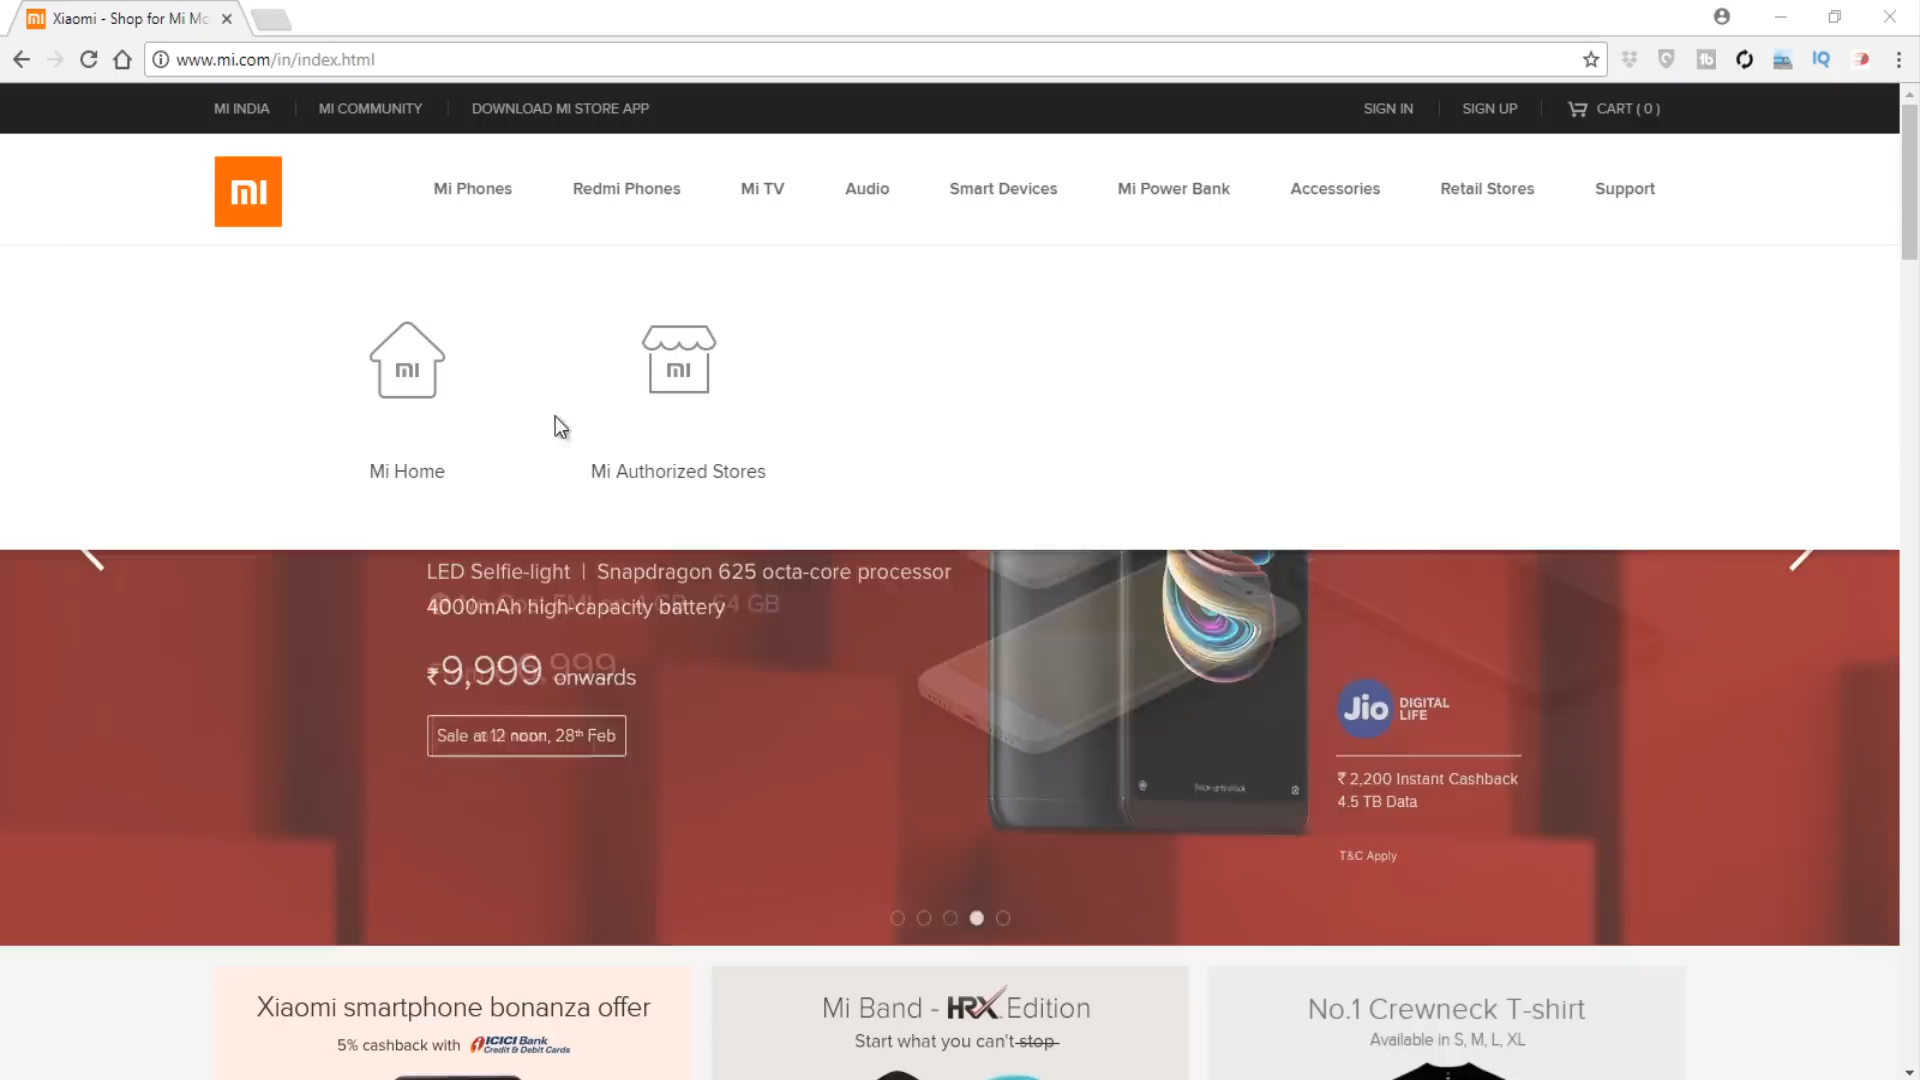 Xiaomi - Shop for Mi Mo
www.mi.com/in/index.html
MI INDIA
MI COMMUNITY
DOWNLOAD MI STORE APP
SIGN IN
SIGN UP
CART ( 0 )
Mi Phones
Redmi Phones
Mi TV
Audio
Smart Devices
Mi Power Bank
Accessories
Retail Stores
Support
Mi Home
Mi Authorized Stores
LED Selfie-light | Snapdragon 625 octa-core processor
4000mAh high-capacity battery
₹9,999 onwards
Sale at 12 noon, 28th Feb
Jio DIGITAL LIFE
₹ 2,200 Instant Cashback
4.5 TB Data
T&C Apply
Xiaomi smartphone bonanza offer
5% cashback with ICICI Bank
Credit & Debit Cards
Mi Band - HRX Edition
Start what you can't stop
No.1 Crewneck T-shirt
Available in S, M, L, XL